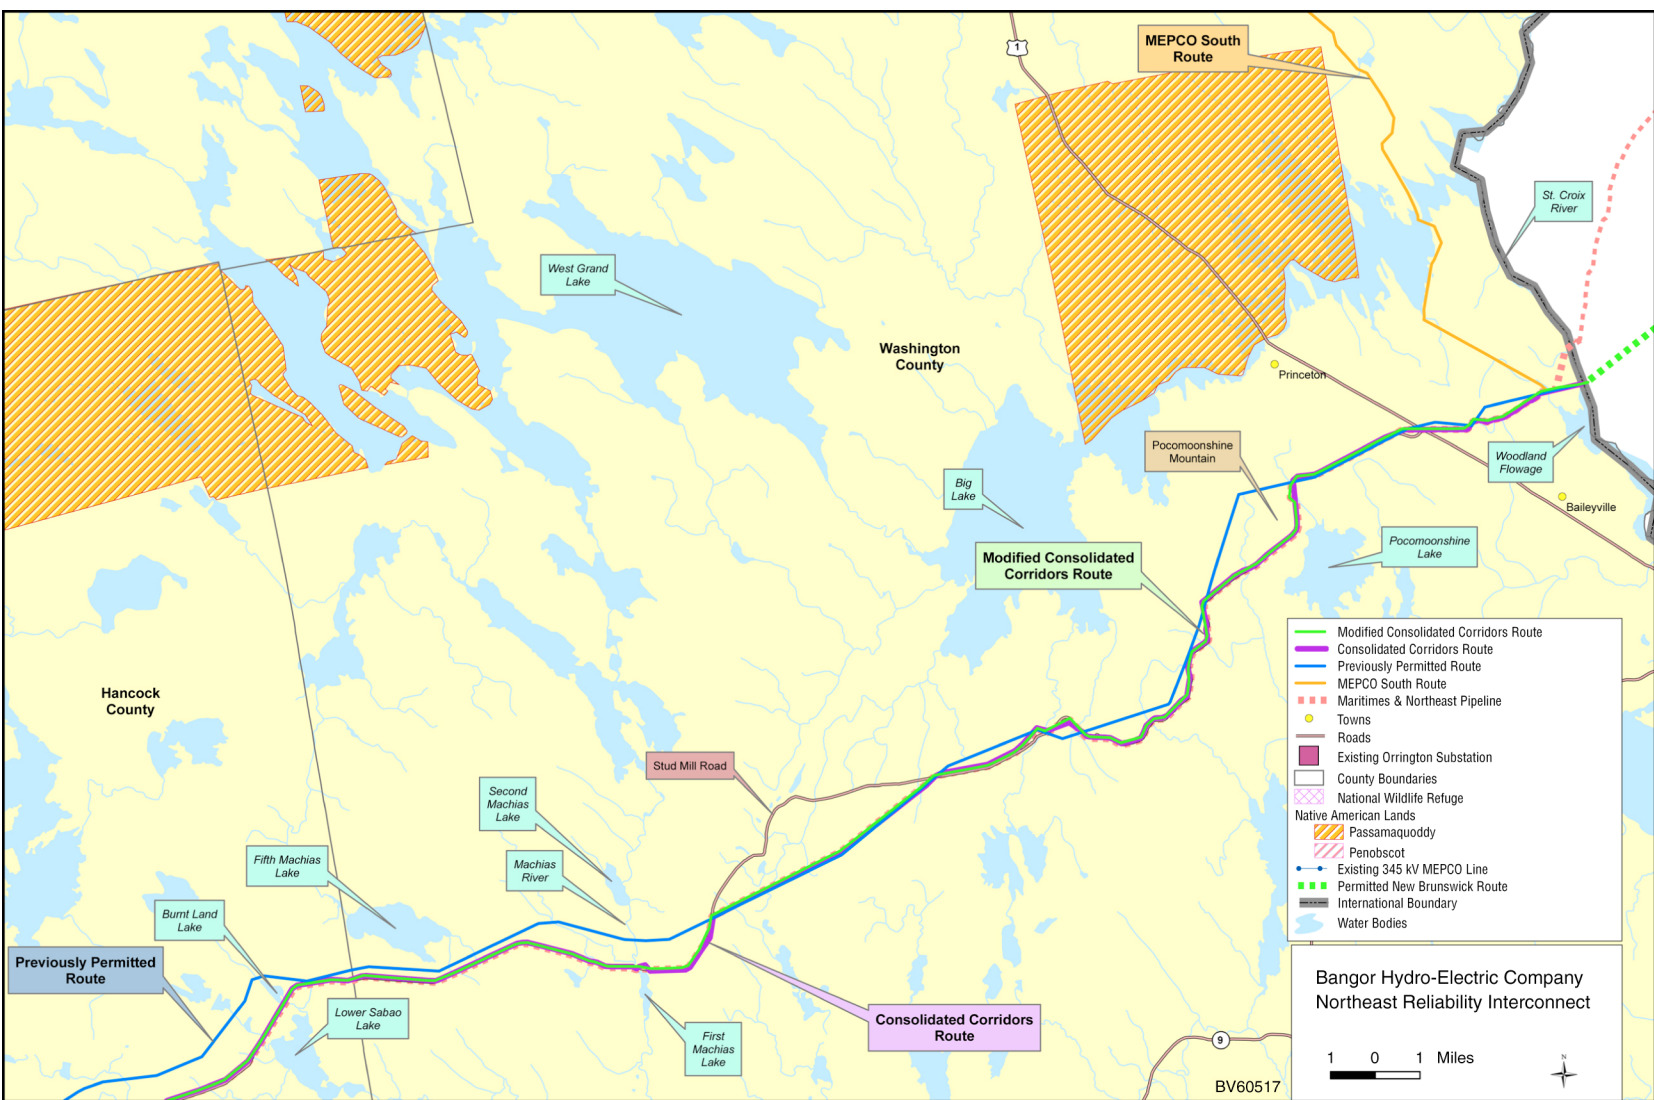 MEPCO South
Route
1
St. Croix
River
West Grand
Lake
Washington
County
Princeton
Pocomoonshine
Mountain
Woodland
Flowage
Big
Lake
Baileyville
Pocomoonshine
Lake
Modified Consolidated
Corridors Route
Hancock
County
Stud Mill Road
Second
Machias
Lake
Machias
River
Fifth Machias
Lake
Burnt Land
Lake
Previously Permitted
Route
Lower Sabao
Lake
First
Machias
Lake
Consolidated Corridors
Route
9
BV60517
Modified Consolidated Corridors Route
Consolidated Corridors Route
Previously Permitted Route
MEPCO South Route
Maritimes & Northeast Pipeline
Towns
Roads
Existing Orrington Substation
County Boundaries
National Wildlife Refuge
Native American Lands
Passamaquoddy
Penobscot
Existing 345 kV MEPCO Line
Permitted New Brunswick Route
International Boundary
Water Bodies
Bangor Hydro-Electric Company
Northeast Reliability Interconnect
1 0 1 Miles
N